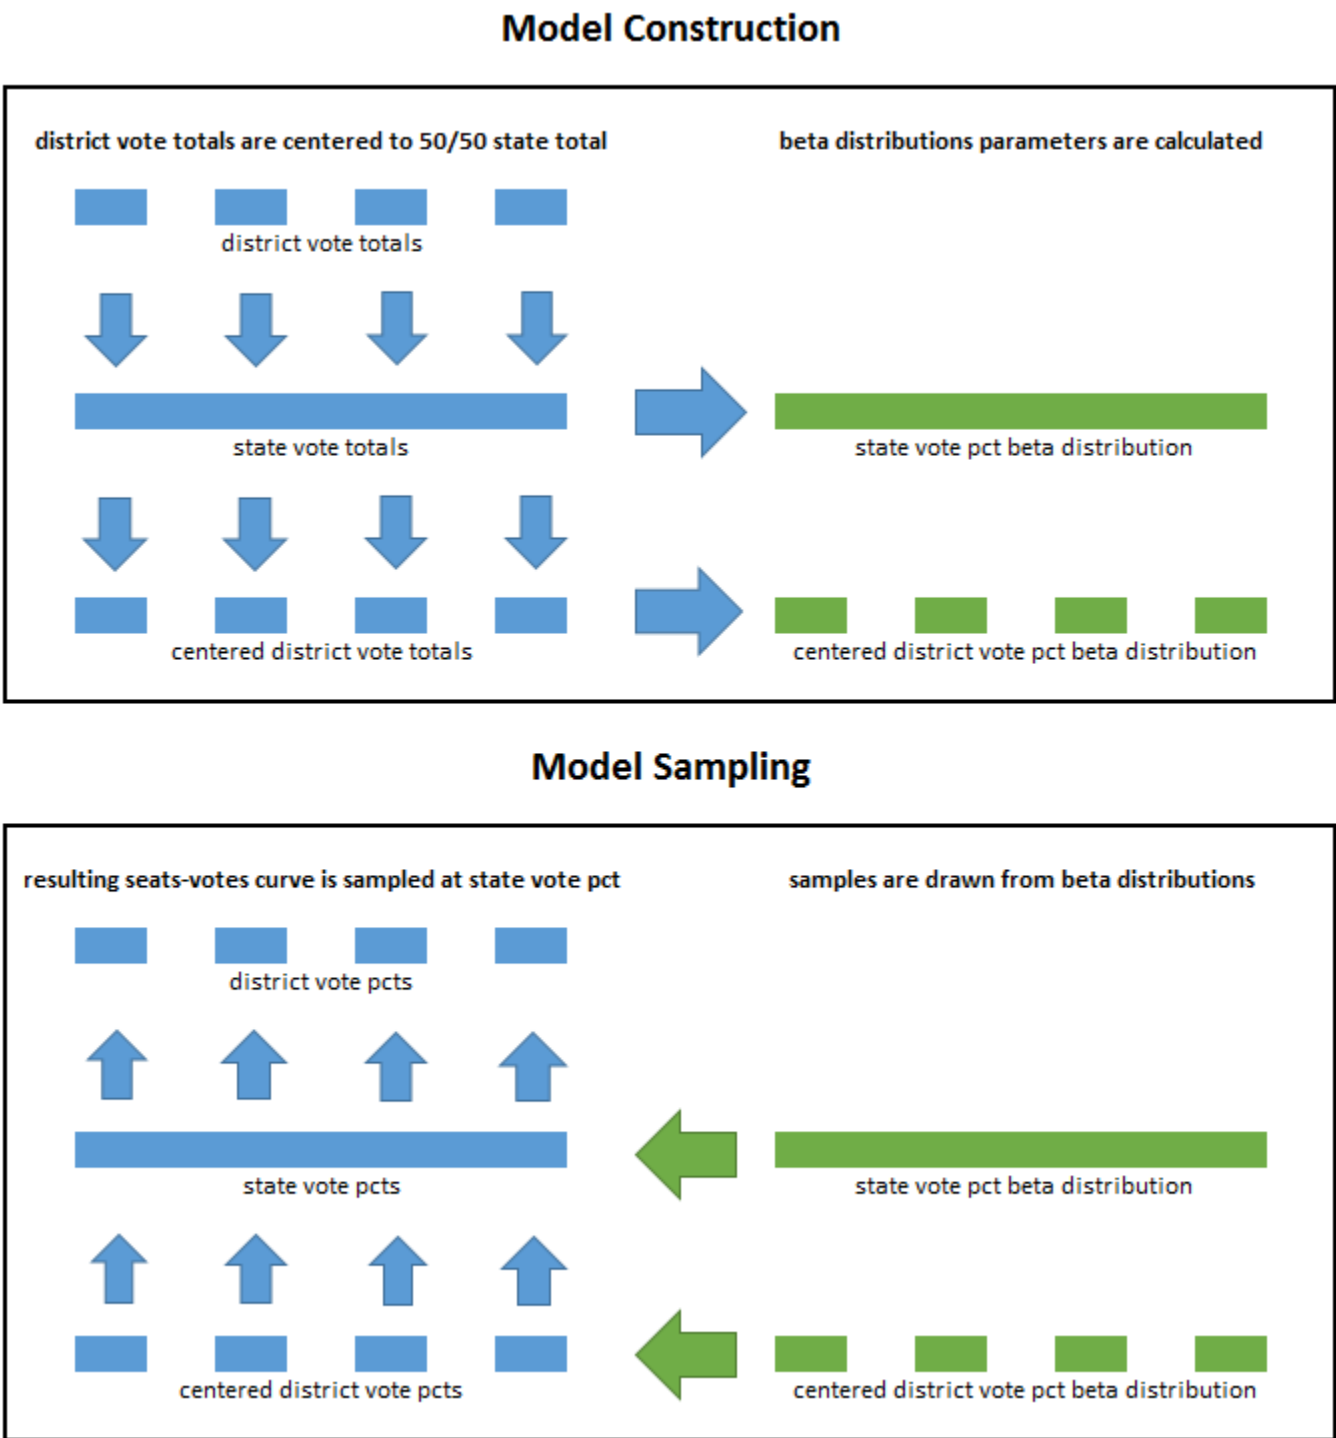 Model Construction
district vote totals are centered to 50/50 state total
beta distributions parameters are calculated
district vote totals
state vote totals
state vote pct beta distribution
centered district vote totals
centered district vote pct beta distribution
Model Sampling
resulting seats-votes curve is sampled at state vote pct
samples are drawn from beta distributions
district vote pcts
state vote pcts
state vote pct beta distribution
centered district vote pcts
centered district vote pct beta distribution